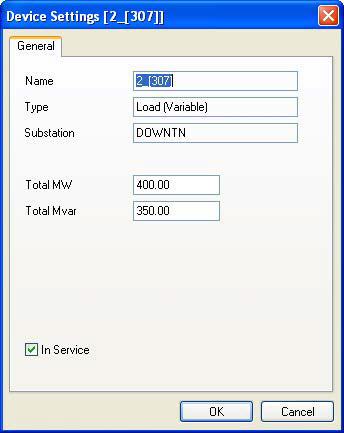 Device Settings [2_[307]]
General
Name 2_[307]
Type Load (Variable)
Substation DOWNTN
Total MW 400.00
Total Mvar 350.00
In Service
OK Cancel